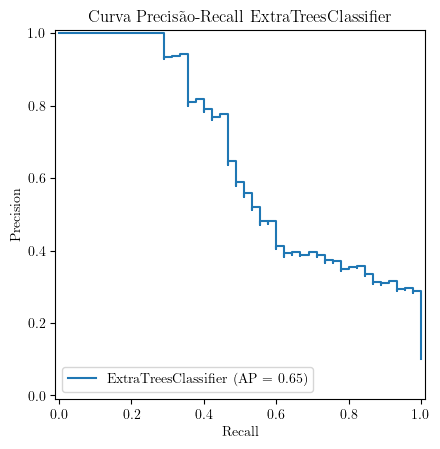 Curva Precisão-Recall ExtraTreesClassifier
1.0
0.8
0.6
0.4
0.2
0.0
Precision
ExtraTreesClassifier (AP = 0.65)
0.0 0.2 0.4 0.6 0.8 1.0
Recall